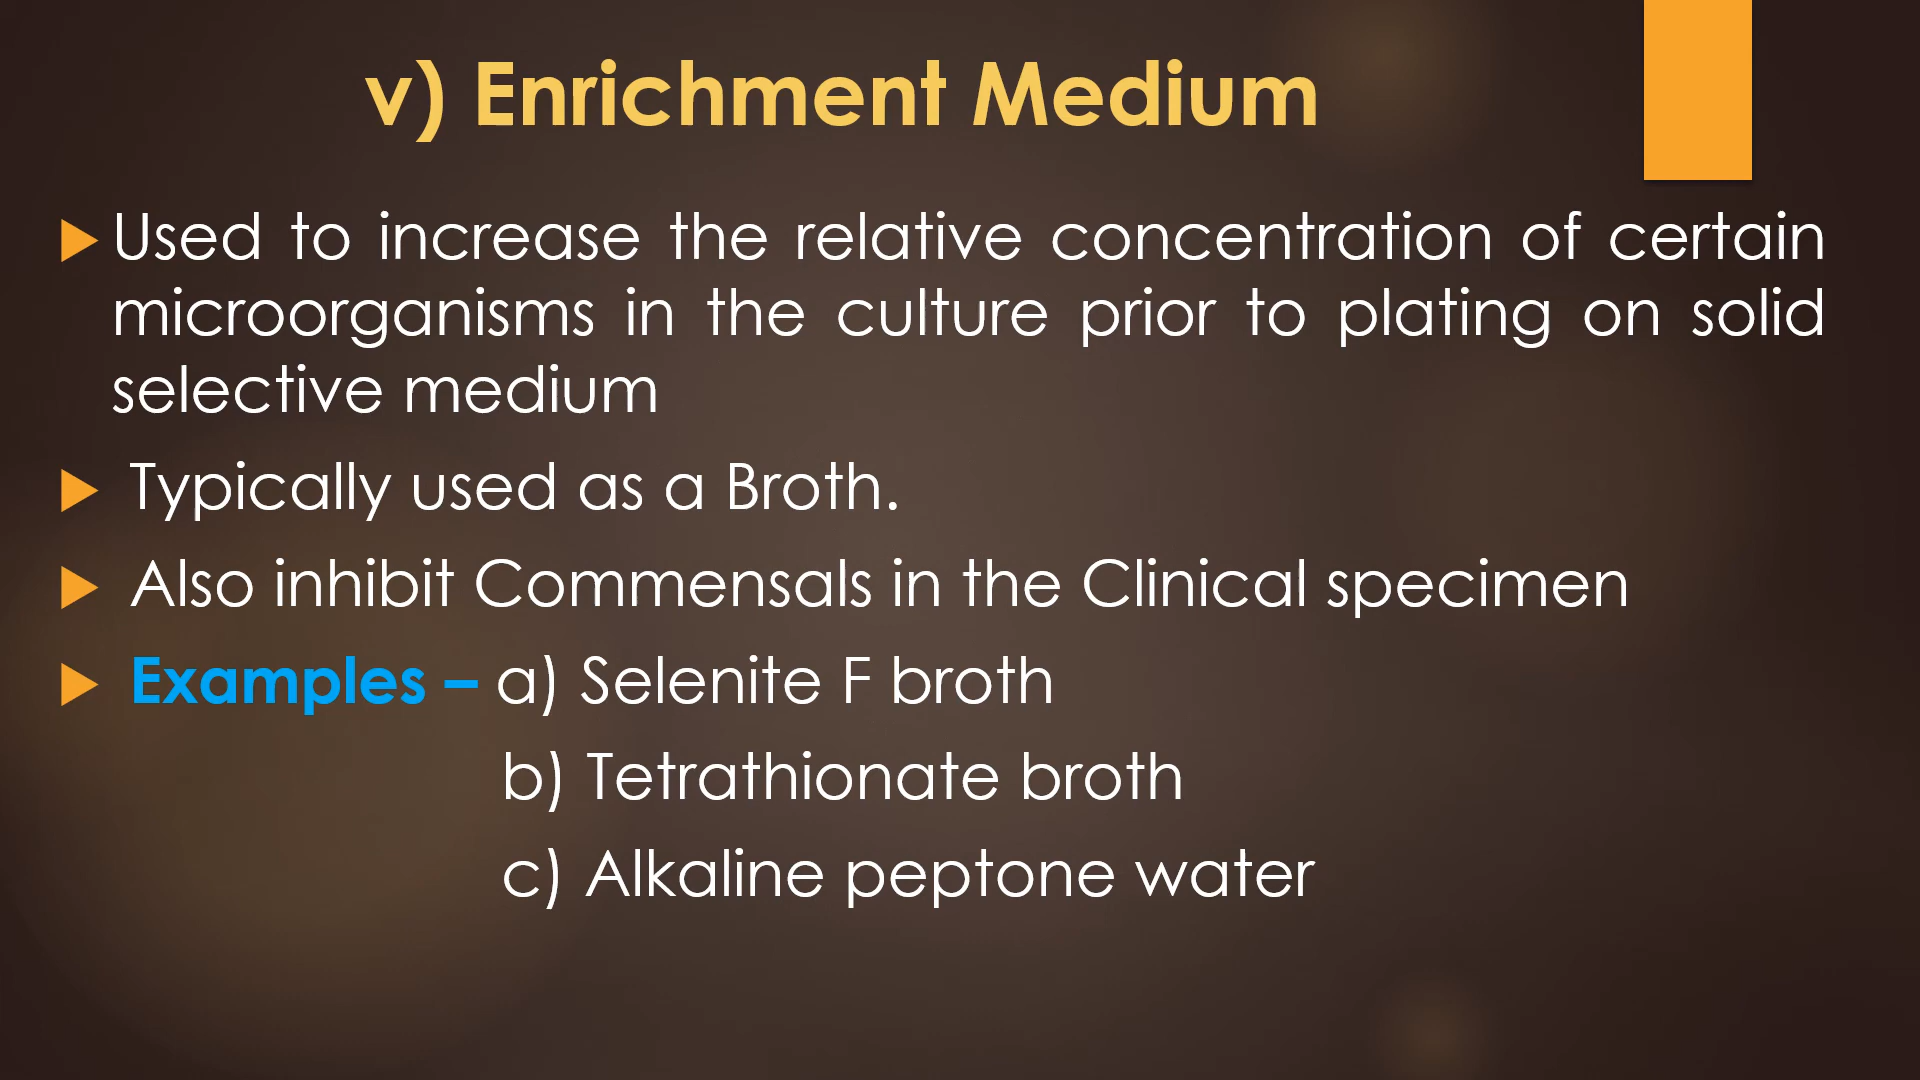 v) Enrichment Medium
Used to increase the relative concentration of certain
microorganisms in the culture prior to plating on solid
selective medium
Typically used as a Broth.
Also inhibit Commensals in the Clinical specimen
Examples – a) Selenite F broth
b) Tetrathionate broth
c) Alkaline peptone water